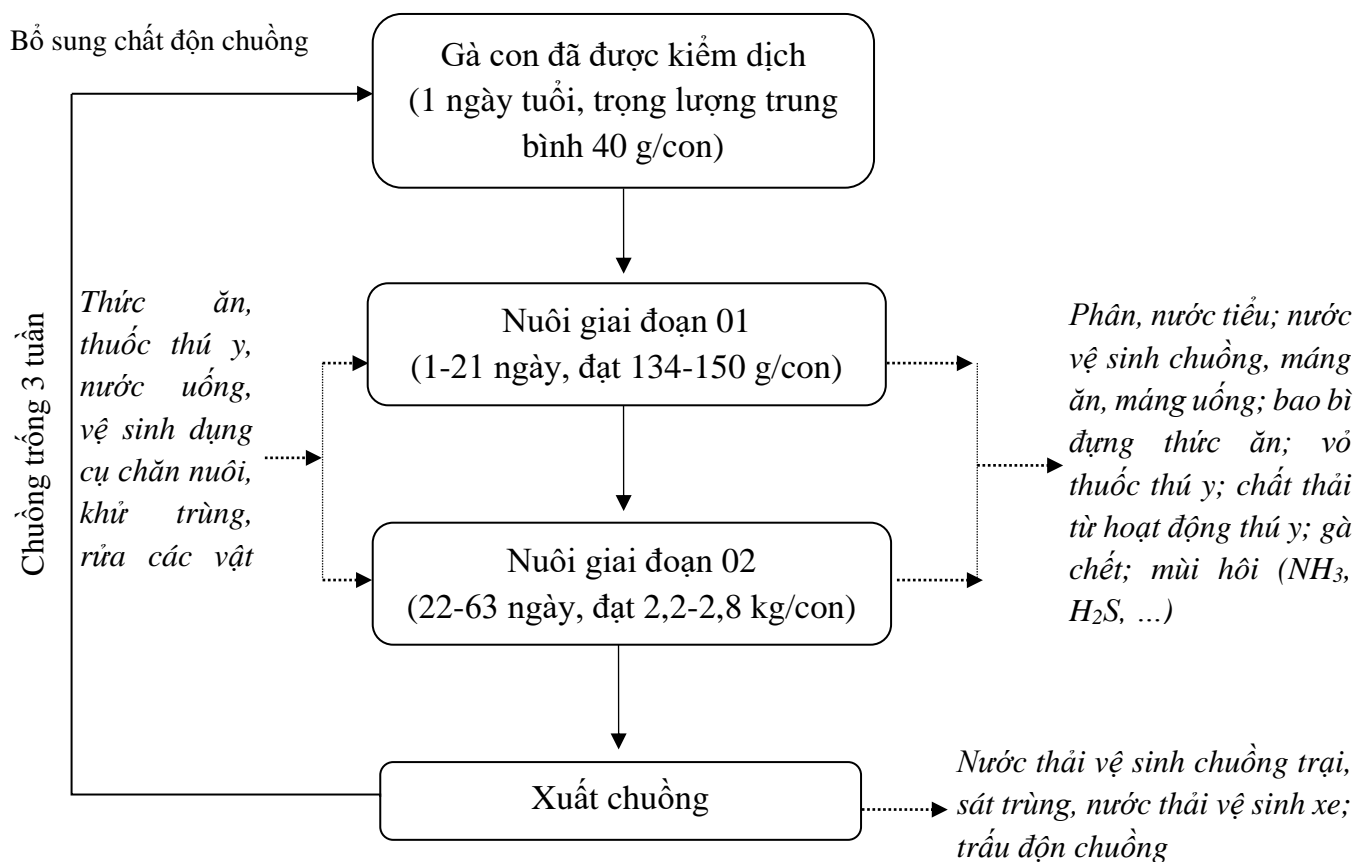 Bổ sung chất độn chuồng
Gà con đã được kiểm dịch
(1 ngày tuổi, trọng lượng trung
bình 40 g/con)
Chuồng trống 3 tuần
Thức ăn,
thuốc thú y,
nước uống,
vệ sinh dụng
cụ chăn nuôi,
khử trùng,
rửa các vật
Nuôi giai đoạn 01
(1-21 ngày, đạt 134-150 g/con)
Nuôi giai đoạn 02
(22-63 ngày, đạt 2,2-2,8 kg/con)
Phân, nước tiểu; nước
vệ sinh chuồng, máng
ăn, máng uống; bao bì
đựng thức ăn; vỏ
thuốc thú y; chất thải
từ hoạt động thú y; gà
chết; mùi hôi (NH₃,
H₂S, ...)
Xuất chuồng
Nước thải vệ sinh chuồng trại,
sát trùng, nước thải vệ sinh xe;
trấu độn chuồng